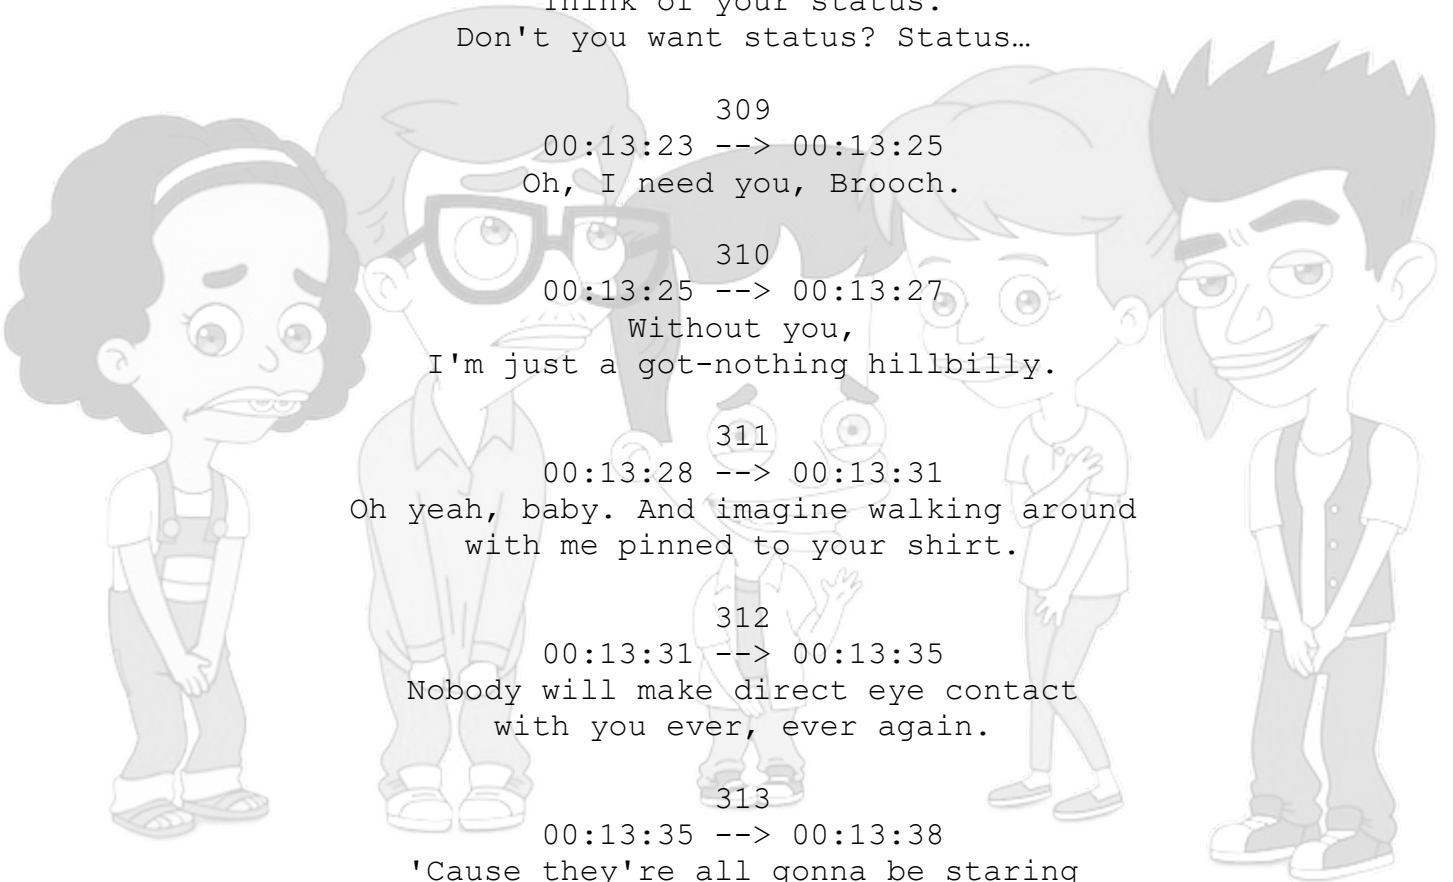 Think of your status.
Don't you want status? Status…
309
00:13:23 --> 00:13:25
Oh, I need you, Brooch.
310
00:13:25 --> 00:13:27
Without you,
I'm just a got-nothing hillbilly.
311
00:13:28 --> 00:13:31
Oh yeah, baby. And imagine walking around
with me pinned to your shirt.
312
00:13:31 --> 00:13:35
Nobody will make direct eye contact
with you ever, ever again.
313
00:13:35 --> 00:13:38
'Cause they're all gonna be staring